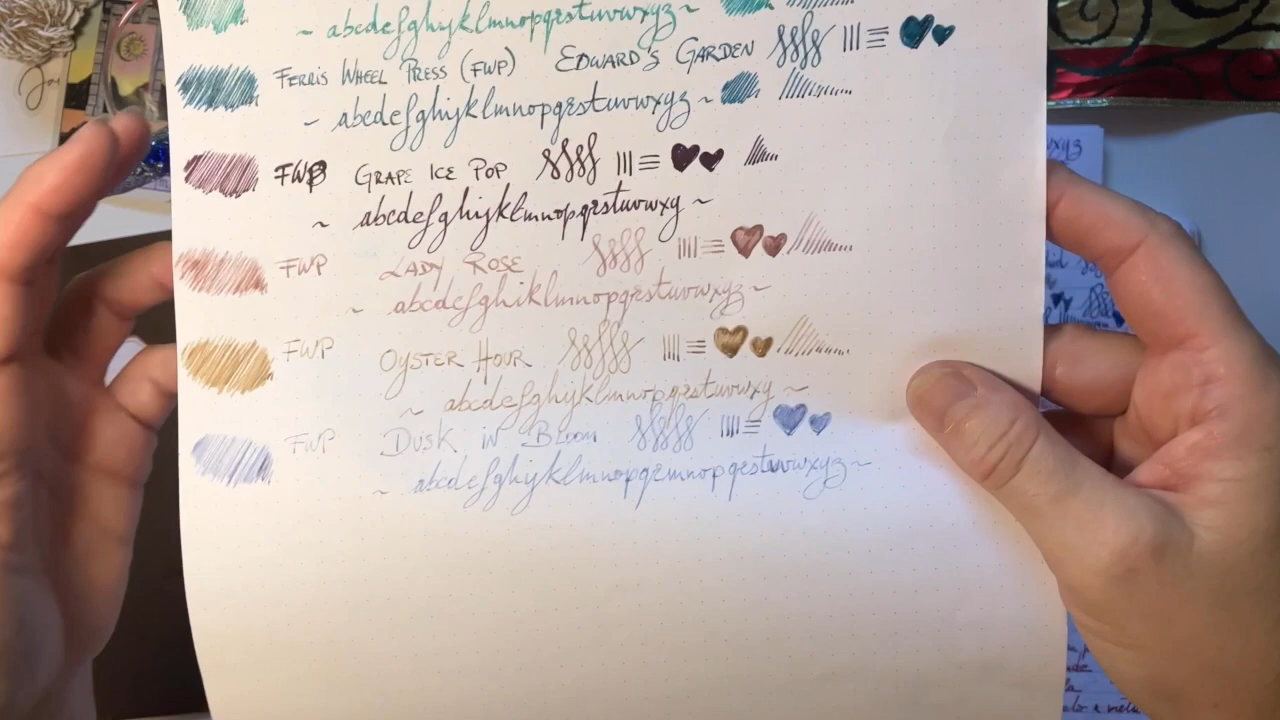 ~ abcdefghijklmnopqrstuvwxyz ~
FERRIS WHEEL PRESS (FWP) EDWARD'S GARDEN
~ abcdefghijklmnopqrstuvwxyz ~
FWP GRAPE ICE POP
~ abcdefghijklmnopqrstuvwxy ~
FWP LADY ROSE
~ abcdefghiklmnopqrstuvwxyz ~
FWP OYSTER HOUR
~ abcdefghijklmnopqrstuvwxy ~
FWP DUSK IN BLOOM
~ abcdefghijklmnopqrmnopqrstuvwxyz ~